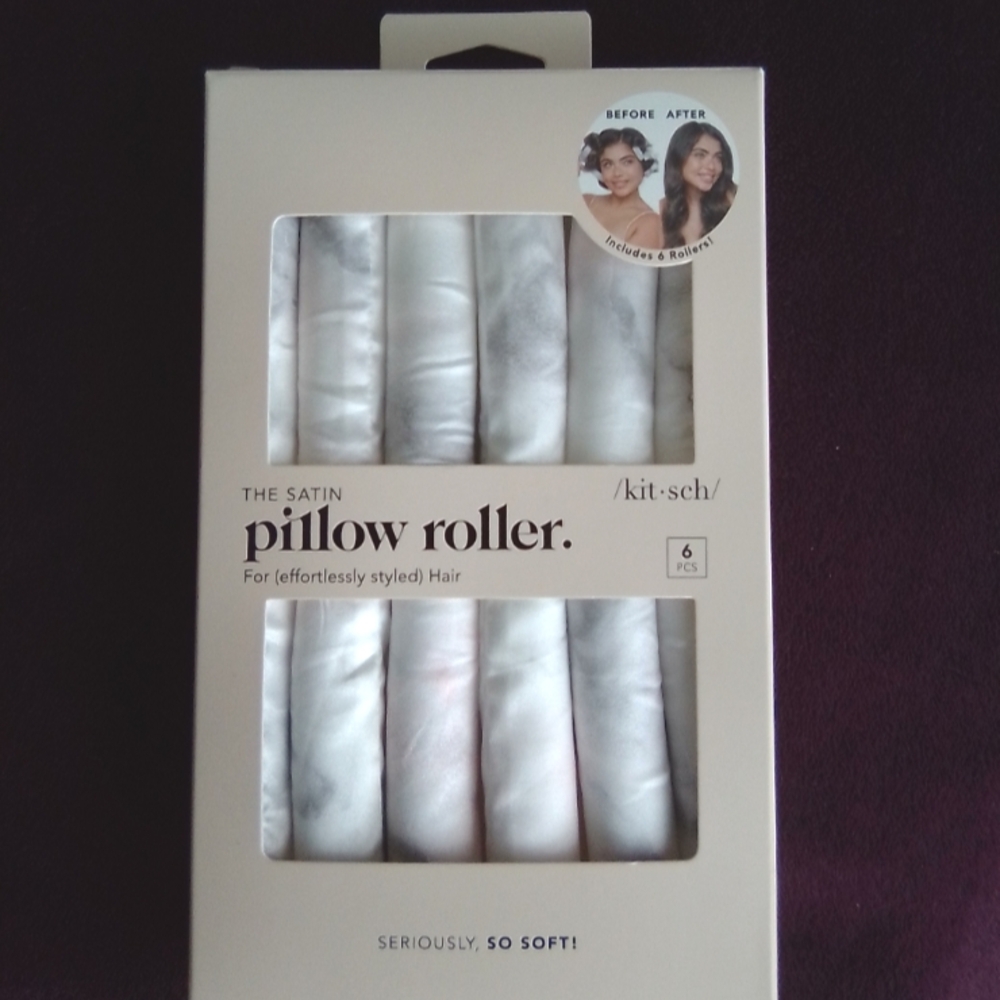 BEFORE AFTER
Includes 6 Rollers!
THE SATIN
/kit·sch/
pillow roller.
6
PCS
For (effortlessly styled) Hair
SERIOUSLY, SO SOFT!